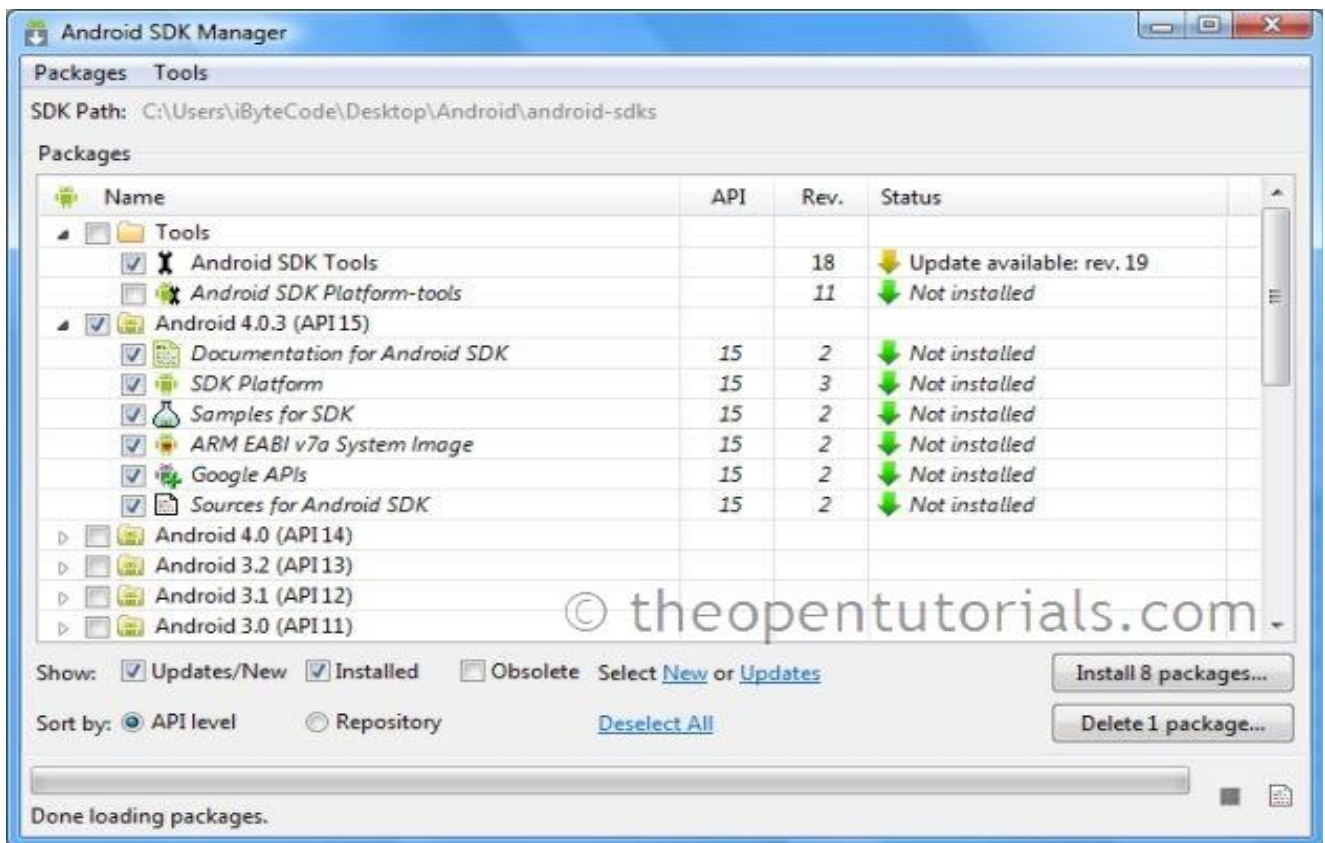 Android SDK Manager
Packages Tools
SDK Path: C:\Users\iByteCode\Desktop\Android\android-sdks
Packages
Name API Rev. Status
Tools
Android SDK Tools 18 Update available: rev. 19
Android SDK Platform-tools 11 Not installed
Android 4.0.3 (API 15)
Documentation for Android SDK 15 2 Not installed
SDK Platform 15 3 Not installed
Samples for SDK 15 2 Not installed
ARM EABI v7a System Image 15 2 Not installed
Google APIs 15 2 Not installed
Sources for Android SDK 15 2 Not installed
Android 4.0 (API 14)
Android 3.2 (API 13)
Android 3.1 (API 12)
Android 3.0 (API 11)
© theopentutorials.com
Show: Updates/New Installed Obsolete Select New or Updates Install 8 packages...
Sort by: API level Repository Deselect All Delete 1 package...
Done loading packages.